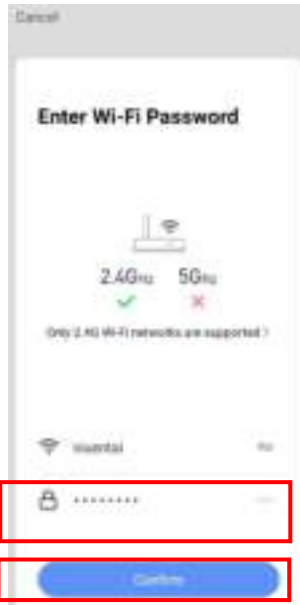 Cancel
Enter Wi-Fi Password
2.4GHz 5GHz
Only 2.4G Wi-Fi networks are supported >
••••••••
Confirm